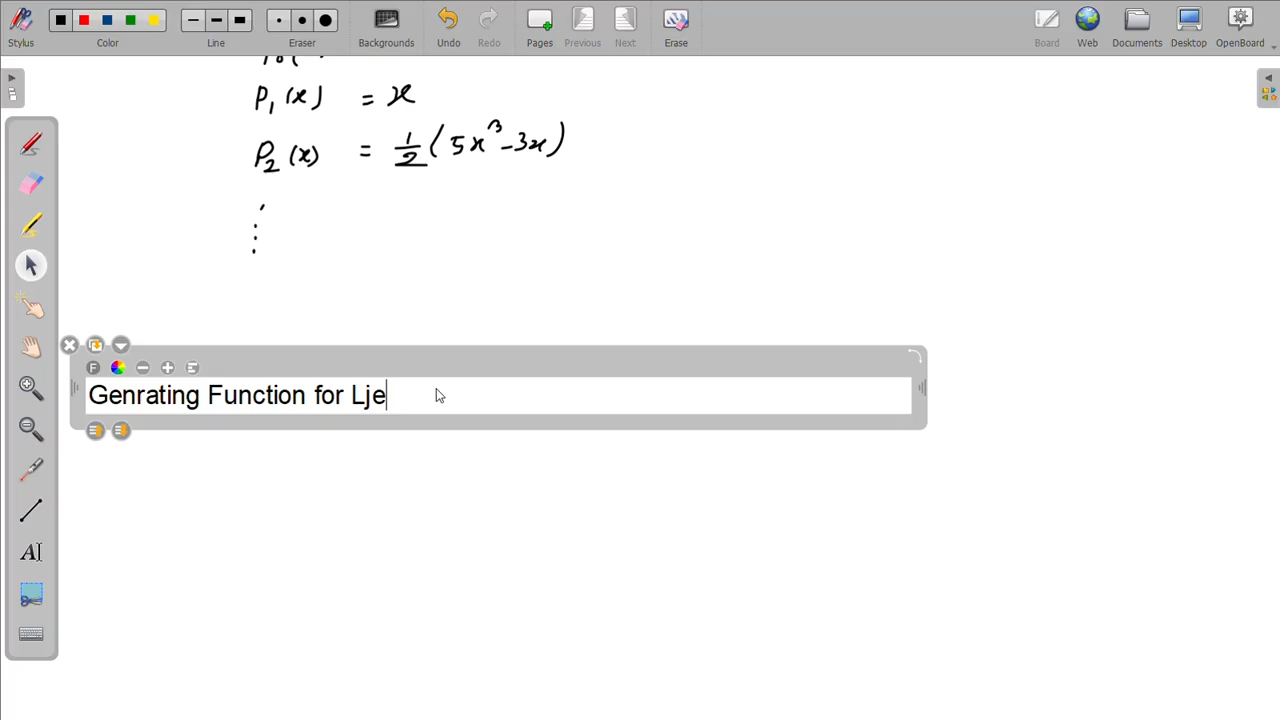 Stylus Color Line Eraser Backgrounds Undo Redo Pages Previous Next Erase Board Web Documents Desktop OpenBoard
P₁(x) = x
P₂(x) = 1/2 (5x³-3x)
F
Genrating Function for Lje
AI